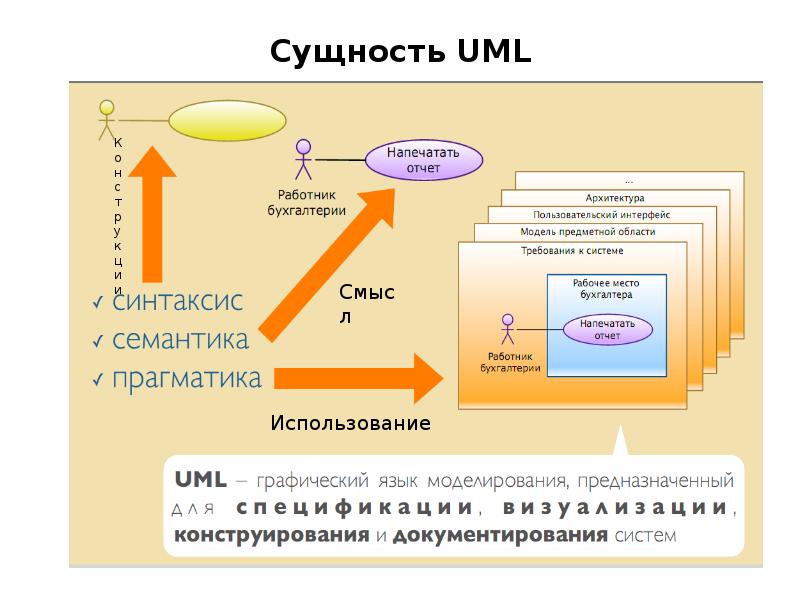 Сущность UML
Конструкции
Напечатать
отчет
Работник
бухгалтерии
...
Архитектура
Пользовательский интерфейс
Модель предметной области
Требования к системе
Рабочее место
бухгалтера
Напечатать
отчет
Работник
бухгалтерии
Смыс
л
✓ синтаксис
✓ семантика
✓ прагматика
Использование
UML – графический язык моделирования, предназначенный
для спецификации, визуализации,
конструирования и документирования систем